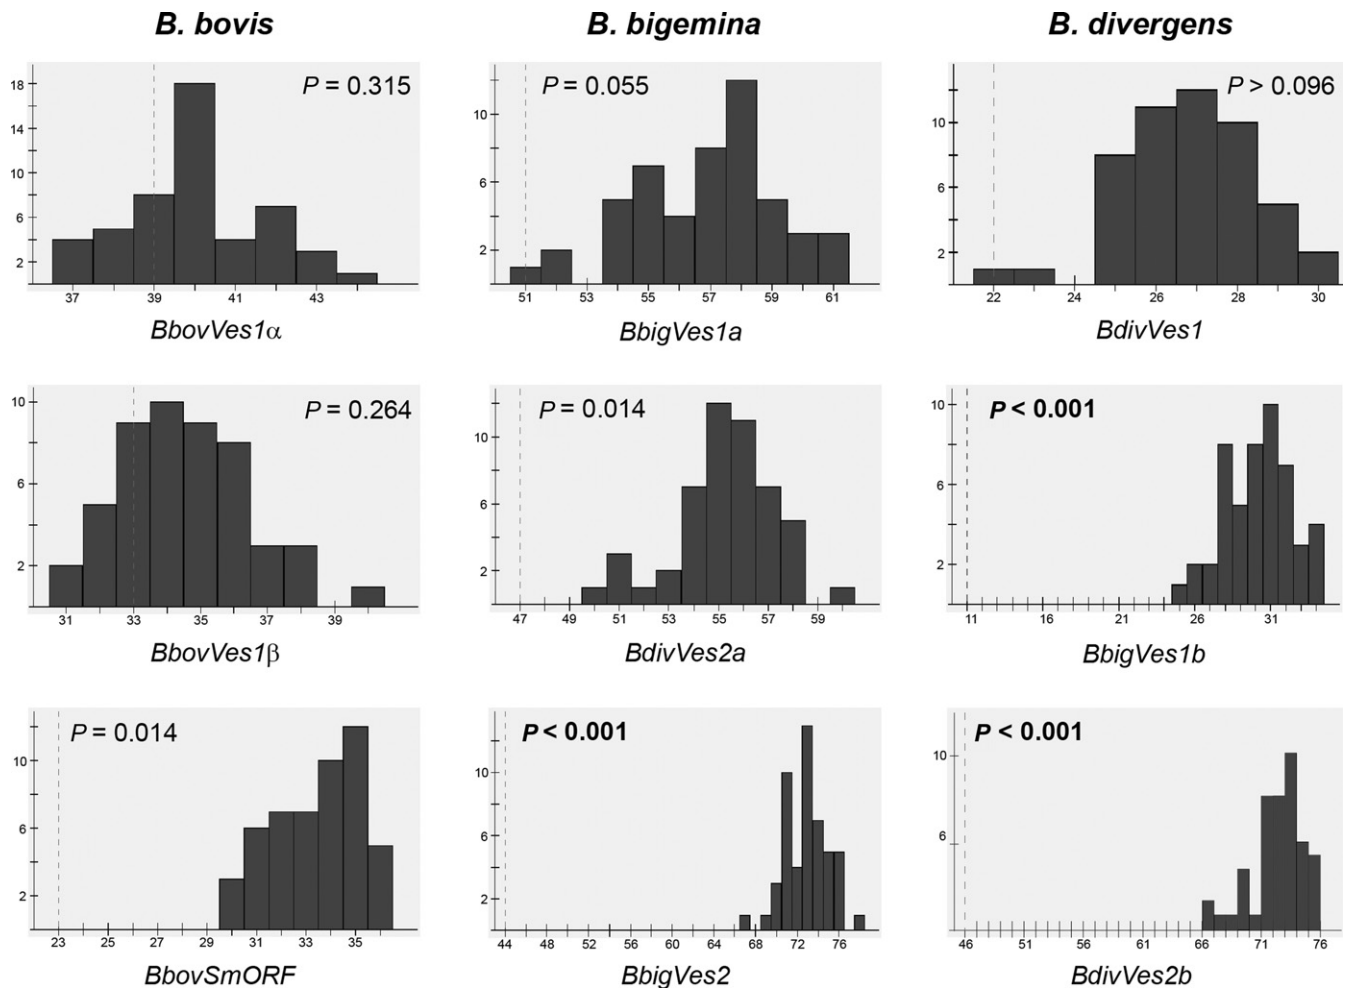 B. bovis
B. bigemina
B. divergens
P = 0.315
18
14
10
6
2
37 39 41 43
BbovVes1α
P = 0.055
10
6
2
51 53 55 57 59 61
BbigVes1a
P > 0.096
10
6
2
22 24 26 28 30
BdivVes1
P = 0.264
10
6
2
31 33 35 37 39
BbovVes1β
P = 0.014
10
6
2
47 49 51 53 55 57 59
BdivVes2a
P < 0.001
10
6
2
11 16 21 26 31
BbigVes1b
P = 0.014
10
6
2
23 25 27 29 31 33 35
BbovSmORF
P < 0.001
10
6
2
44 48 52 56 60 64 68 72 76
BbigVes2
P < 0.001
10
6
46 51 56 61 66 71 76
BdivVes2b